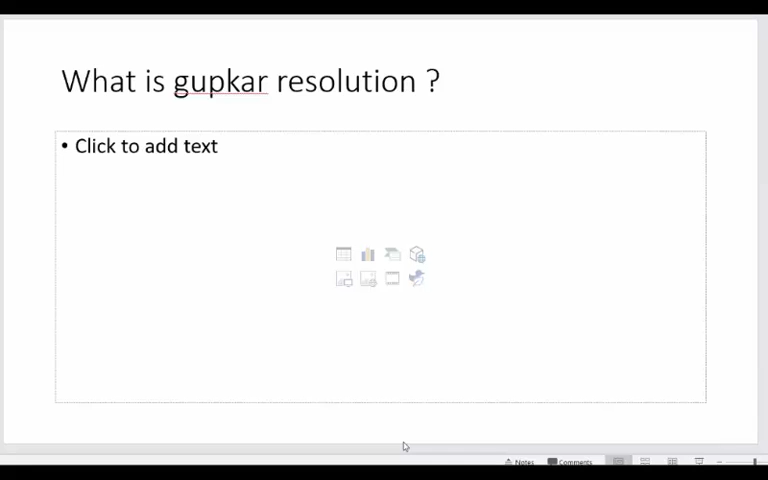 What is gupkar resolution ?
• Click to add text
Notes
Comments